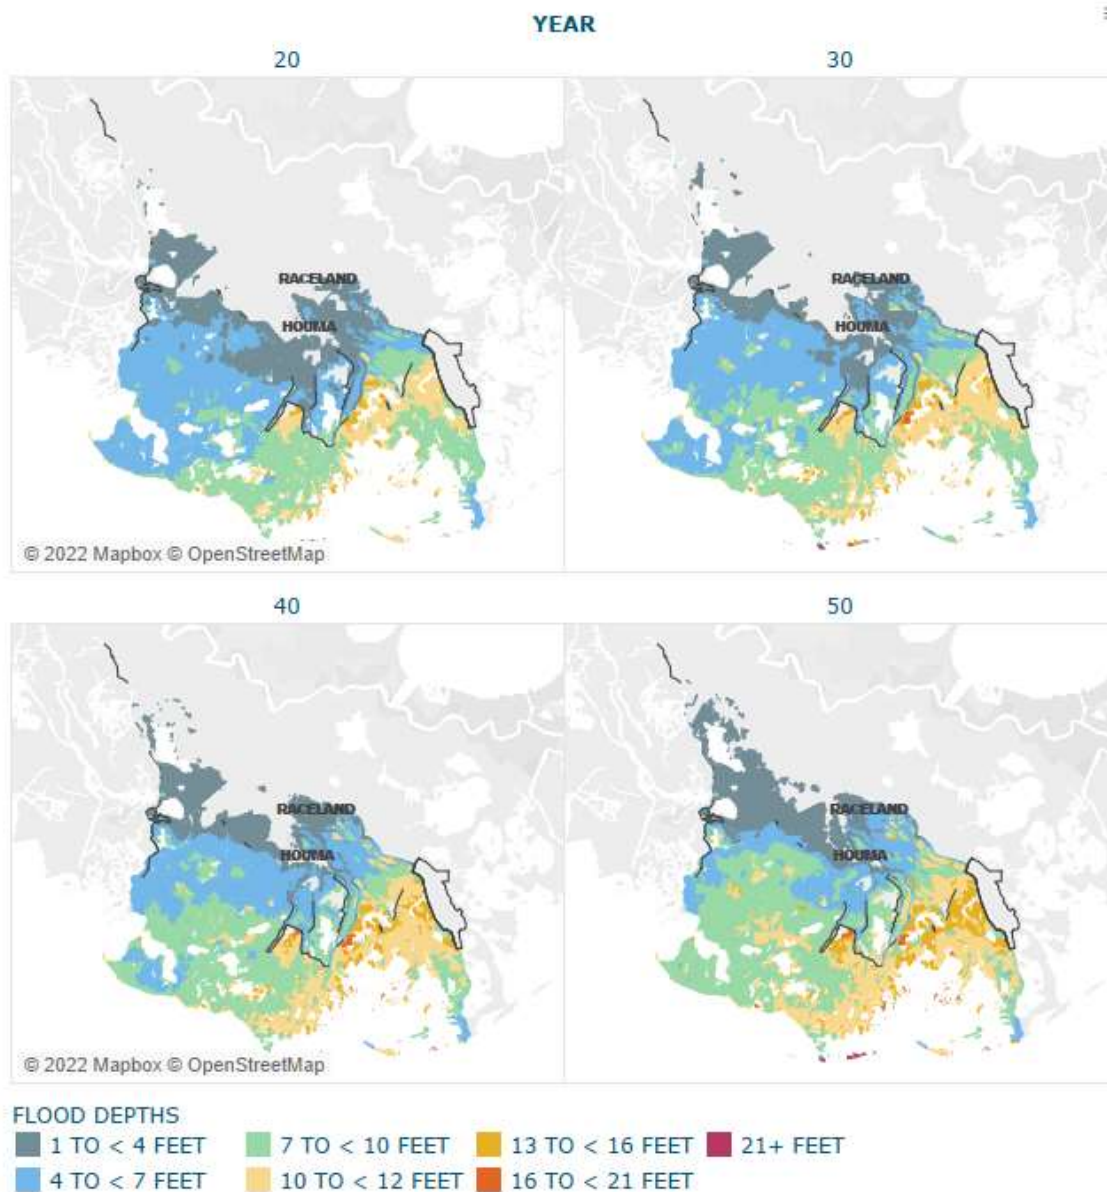 YEAR
20
30
RACELAND
HOUMA
RACELAND
HOUMA
© 2022 Mapbox © OpenStreetMap
40
50
RACELAND
HOUMA
RACELAND
HOUMA
© 2022 Mapbox © OpenStreetMap
FLOOD DEPTHS
1 TO < 4 FEET
7 TO < 10 FEET
13 TO < 16 FEET
21+ FEET
4 TO < 7 FEET
10 TO < 12 FEET
16 TO < 21 FEET